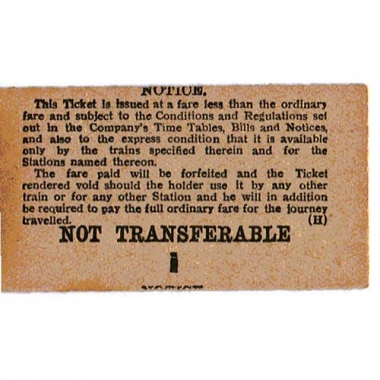 NOTICE.
This Ticket is issued at a fare less than the ordinary
fare and subject to the Conditions and Regulations set
out in the Company's Time Tables, Bills and Notices,
and also to the express condition that it is available
only by the trains specified therein and for the
Stations named thereon.
The fare paid will be forfeited and the Ticket
rendered void should the holder use it by any other
train or for any other Station and he will in addition
be required to pay the full ordinary fare for the journey
travelled. (H)
NOT TRANSFERABLE